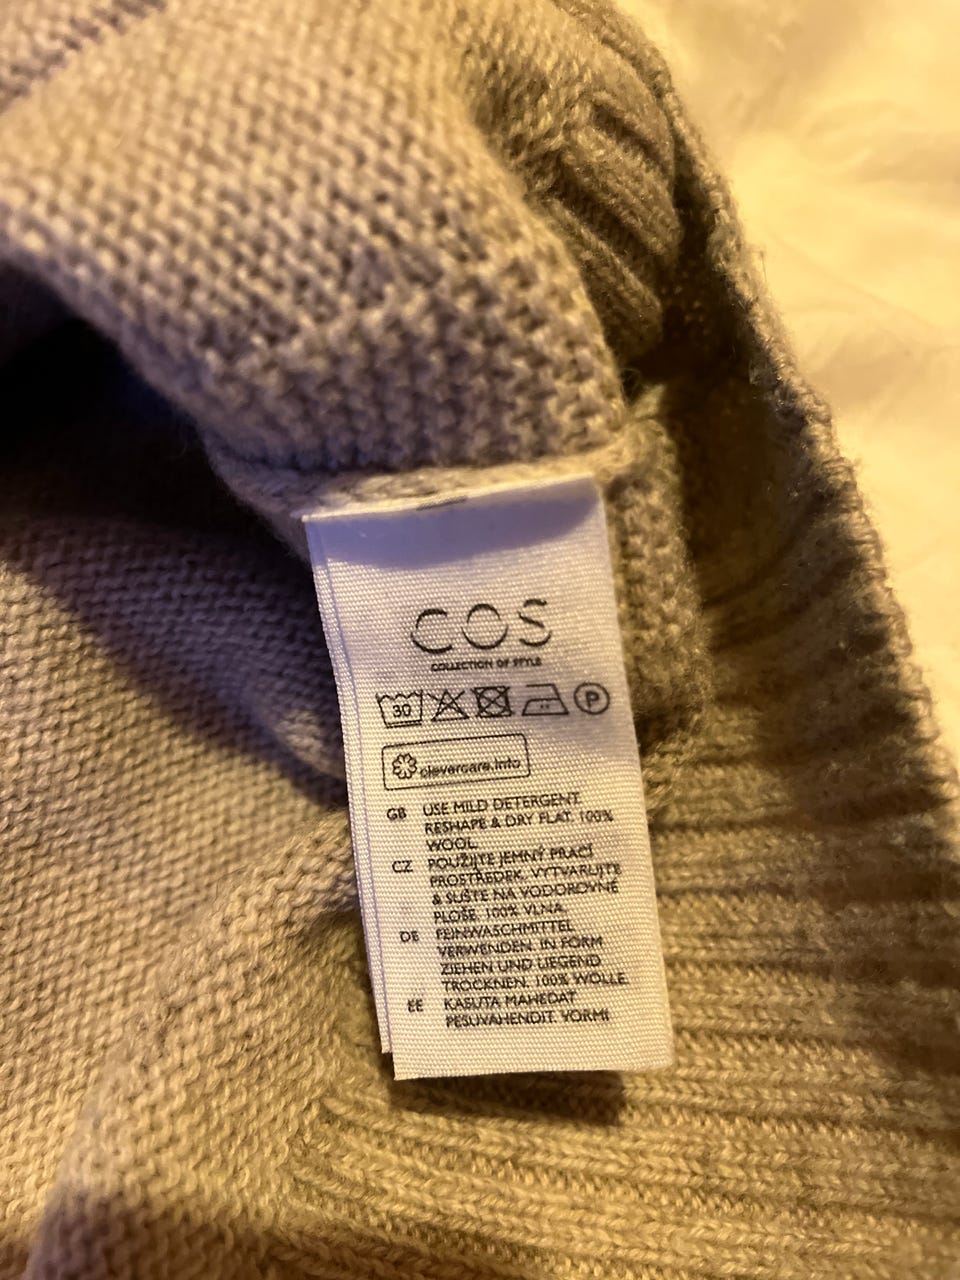 COS
COLLECTION OF STYLE
30 P
clevercare.info
GB USE MILD DETERGENT.
RESHAPE & DRY FLAT. 100%
WOOL.
CZ POUŽIJTE JEMNÝ PRACÍ
PROSTŘEDEK. VYTVARUJTE
& SUŠTE NA VODOROVNÉ
PLOŠE. 100% VLNA.
DE FEINWASCHMITTEL
VERWENDEN. IN FORM
ZIEHEN UND LIEGEND
TROCKNEN. 100% WOLLE.
EE KASUTA MAHEDAT
PESUVAHENDIT. VORMI